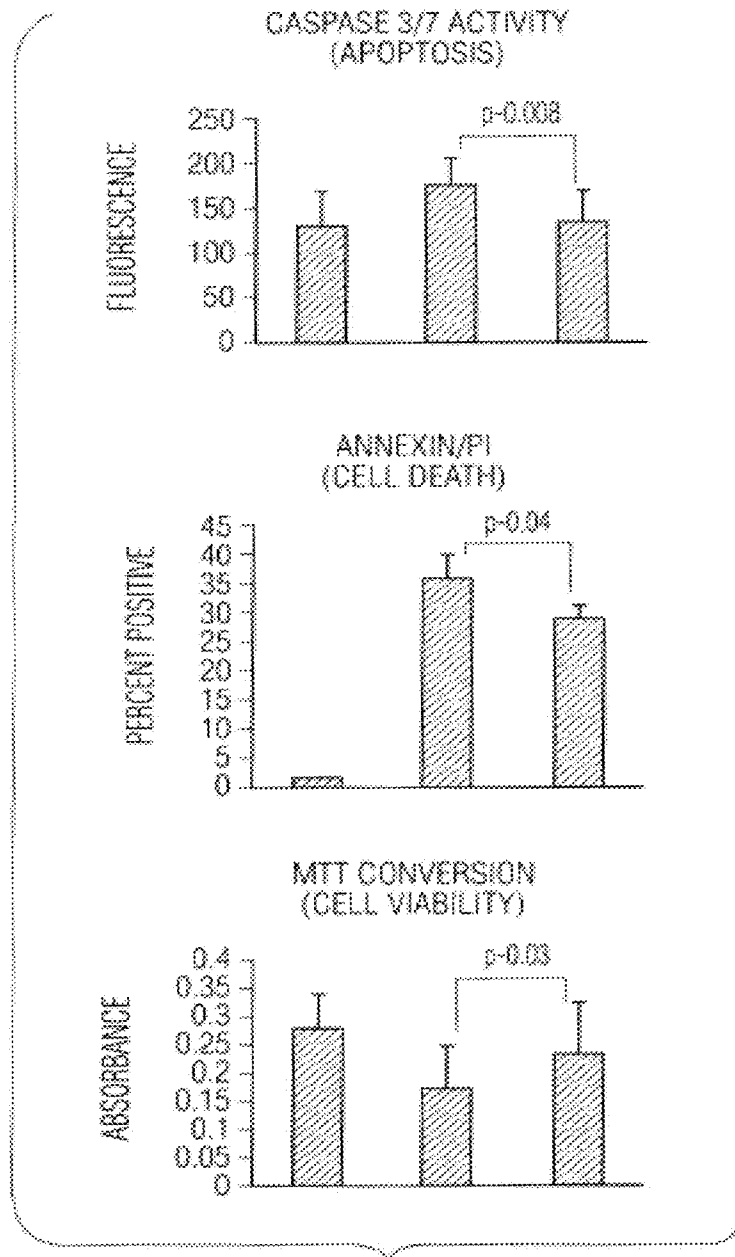 CASPASE 3/7 ACTIVITY
(APOPTOSIS)
p-0.008
FLUORESCENCE
250
200
150
100
50
0
ANNEXIN/PI
(CELL DEATH)
p-0.04
PERCENT POSITIVE
45
40
35
30
25
20
15
10
5
0
MTT CONVERSION
(CELL VIABILITY)
p-0.03
ABSORBANCE
0.4
0.35
0.3
0.25
0.2
0.15
0.1
0.05
0